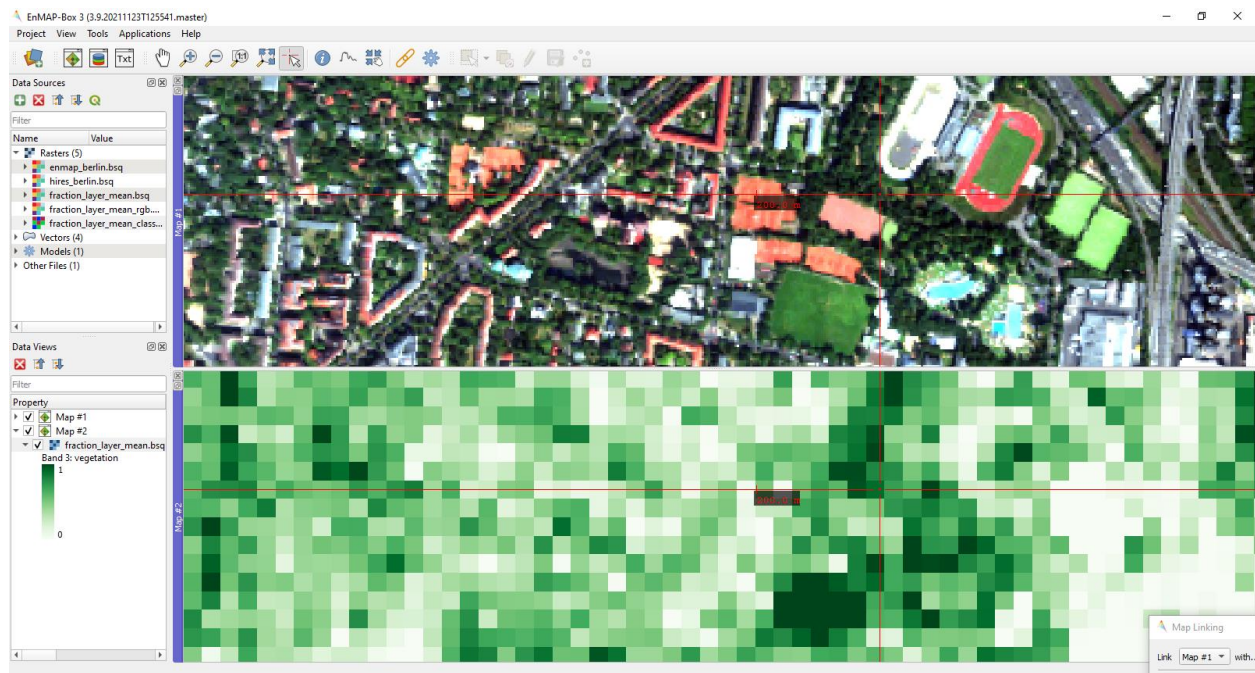 EnMAP-Box 3 (3.9.20211123T125541.master)
Project View Tools Applications Help
Txt
1:1
Data Sources
Filter
Name Value
Rasters (5)
enmap_berlin.bsq
hires_berlin.bsq
fraction_layer_mean.bsq
fraction_layer_mean_rgb....
fraction_layer_mean_class...
Vectors (4)
Models (1)
Other Files (1)
Map #1
Data Views
Filter
Property
Map #1
Map #2
fraction_layer_mean.bsq
Band 3: vegetation
1
0
Map #2
Map Linking
Link Map #1 with...